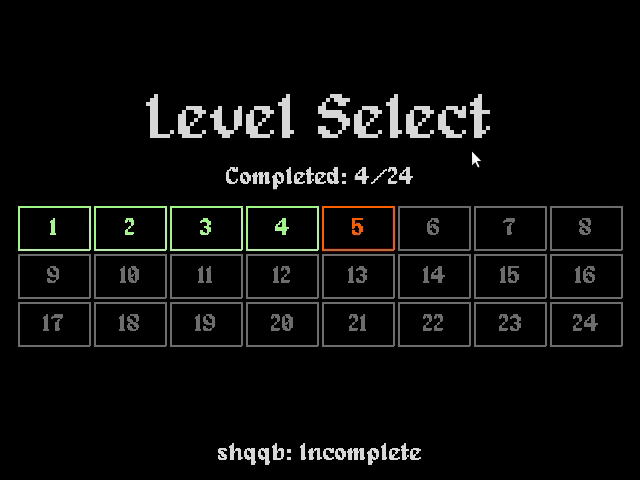 Level Select
Completed: 4/24
1 2 3 4 5 6 7 8
9 10 11 12 13 14 15 16
17 18 19 20 21 22 23 24
shqqb: Incomplete